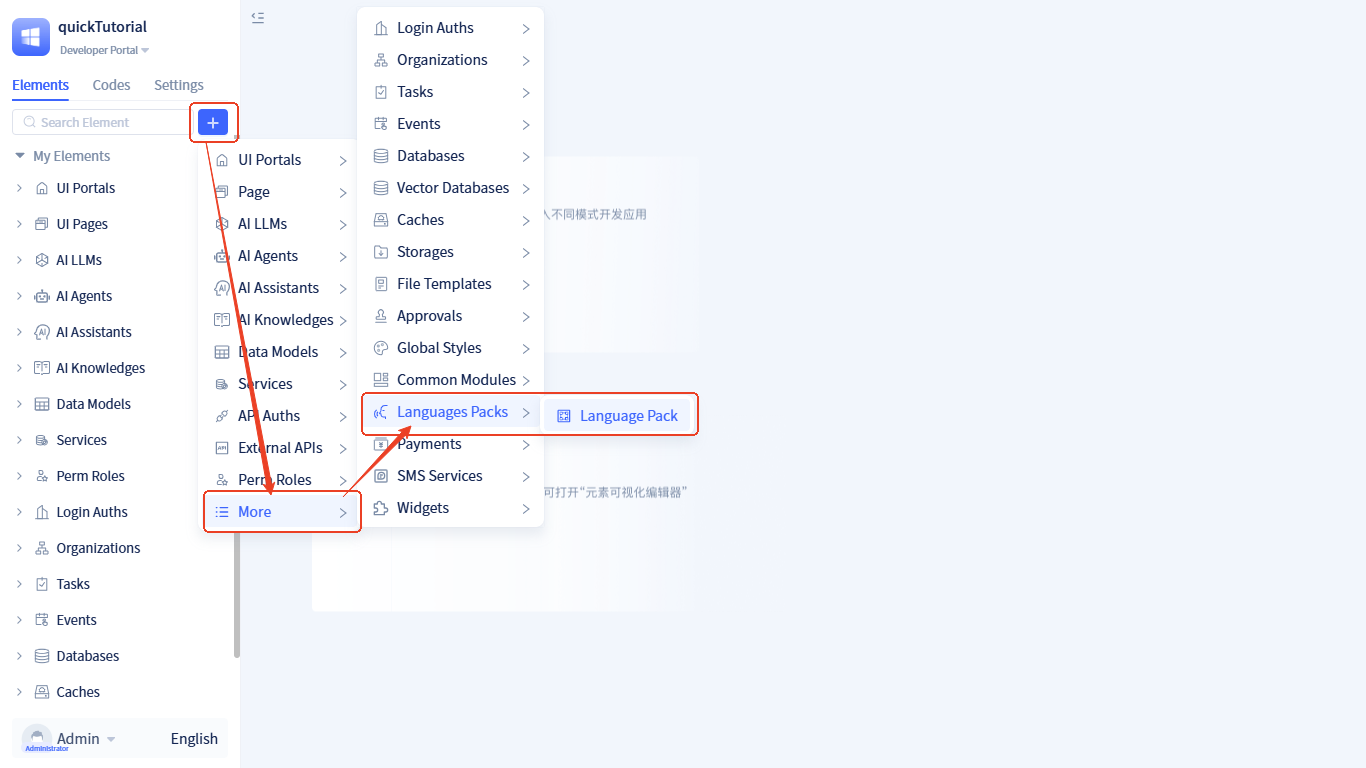 quickTutorial
Developer Portal
Elements
Codes
Settings
Search Element
My Elements
UI Portals
UI Pages
AI LLMs
AI Agents
AI Assistants
AI Knowledges
Data Models
Services
Perm Roles
Login Auths
Organizations
Tasks
Events
Databases
Caches
Admin
Administrator
English
UI Portals
Page
AI LLMs
AI Agents
AI Assistants
AI Knowledges
Data Models
Services
API Auths
External APIs
Perm Roles
More
Login Auths
Organizations
Tasks
Events
Databases
Vector Databases
Caches
Storages
File Templates
Approvals
Global Styles
Common Modules
Languages Packs
Payments
SMS Services
Widgets
Language Pack
不同模式开发应用
可打开“元素可视化编辑器”